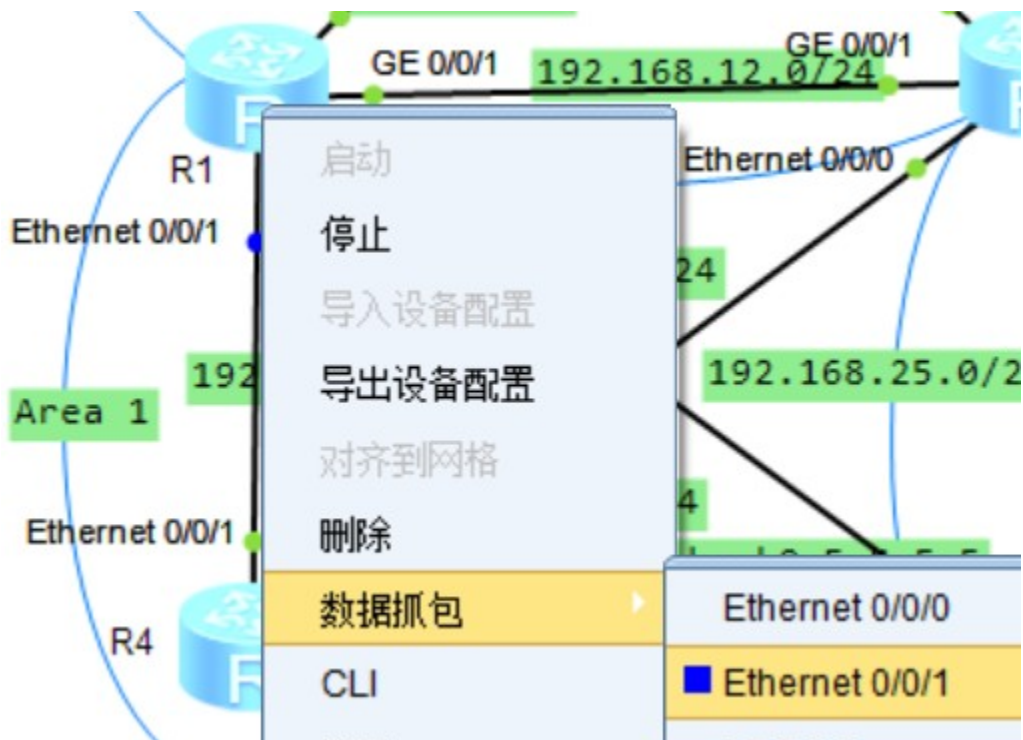 GE 0/0/1
GE 0/0/1
192.168.12.0/24
R1
Ethernet 0/0/0
Ethernet 0/0/1
启动
停止
24
导入设备配置
192
导出设备配置
192.168.25.0/2
Area 1
对齐到网格
4
Ethernet 0/0/1
删除
R4
数据抓包
Ethernet 0/0/0
CLI
Ethernet 0/0/1